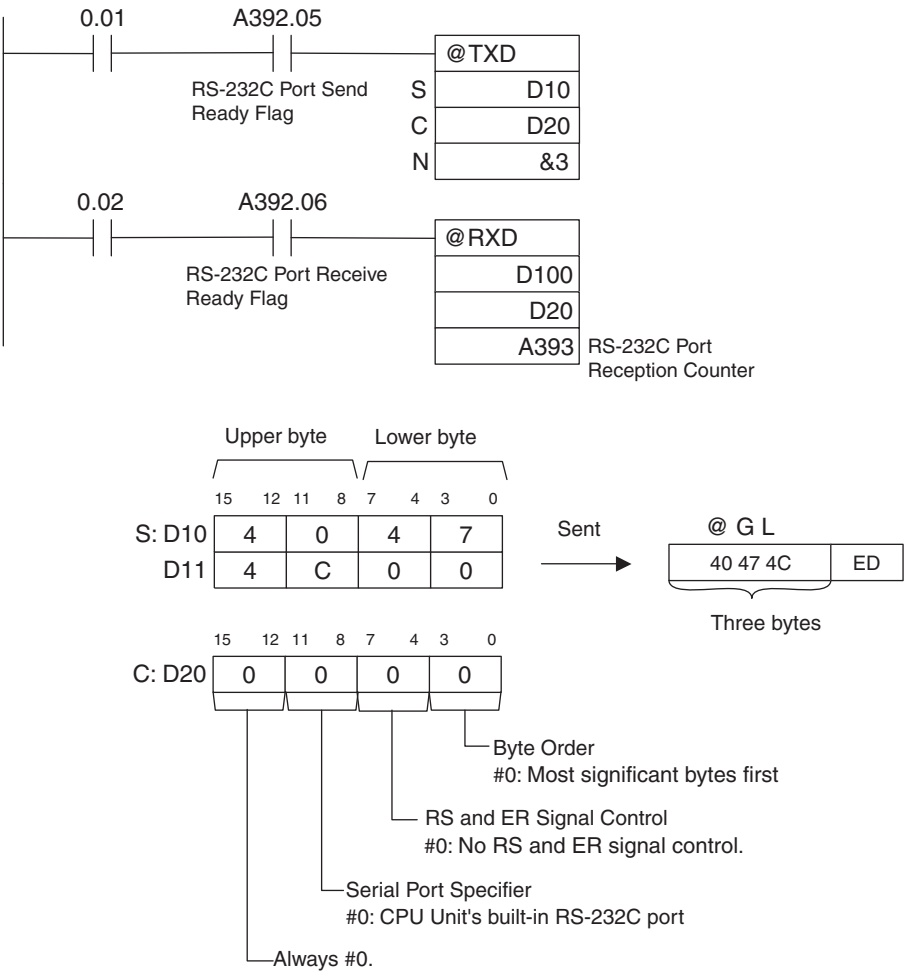 0.01 A392.05
@TXD
RS-232C Port Send
Ready Flag
S D10
C D20
N &3
0.02 A392.06
@RXD
RS-232C Port Receive
Ready Flag
D100
D20
A393 RS-232C Port
Reception Counter
Upper byte Lower byte
15 12 11 8 7 4 3 0
S: D10 4 0 4 7
D11 4 C 0 0
Sent
@ G L
40 47 4C ED
Three bytes
15 12 11 8 7 4 3 0
C: D20 0 0 0 0
Byte Order
#0: Most significant bytes first
RS and ER Signal Control
#0: No RS and ER signal control.
Serial Port Specifier
#0: CPU Unit's built-in RS-232C port
Always #0.